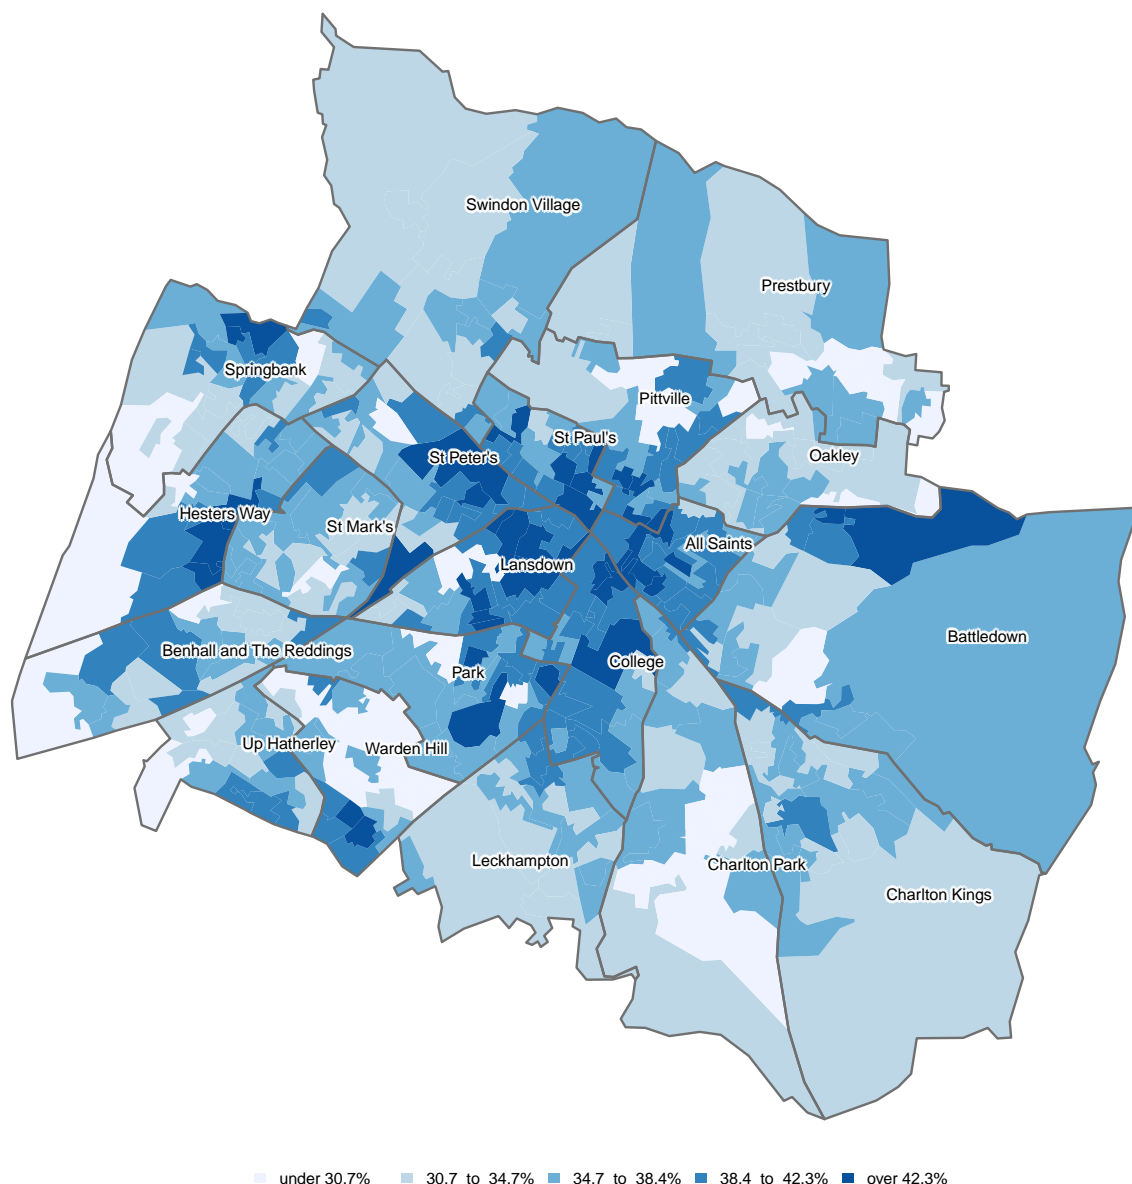 Swindon Village
Prestbury
Springbank
Pittville
St Paul's
St Peter's
Oakley
Hesters Way
St Mark's
All Saints
Lansdown
Battledown
Benhall and The Reddings
College
Park
Up Hatherley
Warden Hill
Leckhampton
Charlton Park
Charlton Kings
under 30.7% 30.7 to 34.7% 34.7 to 38.4% 38.4 to 42.3% over 42.3%